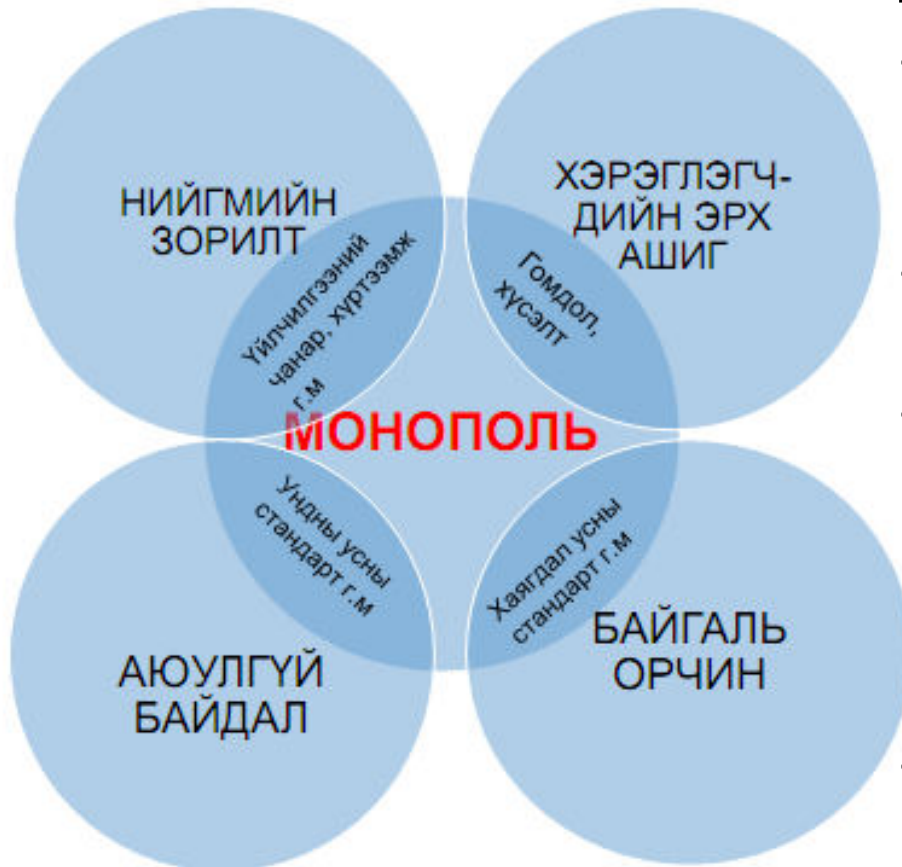 НИЙГМИЙН
ЗОРИЛТ
ХЭРЭГЛЭГЧ-
ДИЙН ЭРХ
АШИГ
Үйлчилгээний
чанар, хүртээмж
г.м
Гомдол,
хүсэлт
МОНОПОЛЬ
Ундны усны
стандарт г.м
Хаягдал усны
стандарт г.м
АЮУЛГҮЙ
БАЙДАЛ
БАЙГАЛЬ
ОРЧИН